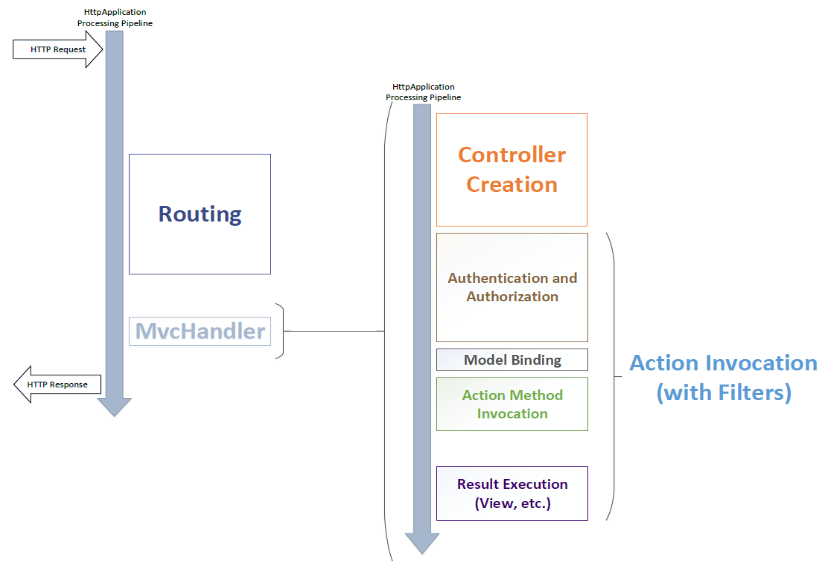 HttpApplication
Processing Pipeline
HTTP Request
Routing
MvcHandler
HTTP Response
HttpApplication
Processing Pipeline
Controller
Creation
Authentication and
Authorization
Model Binding
Action Method
Invocation
Result Execution
(View, etc.)
Action Invocation
(with Filters)